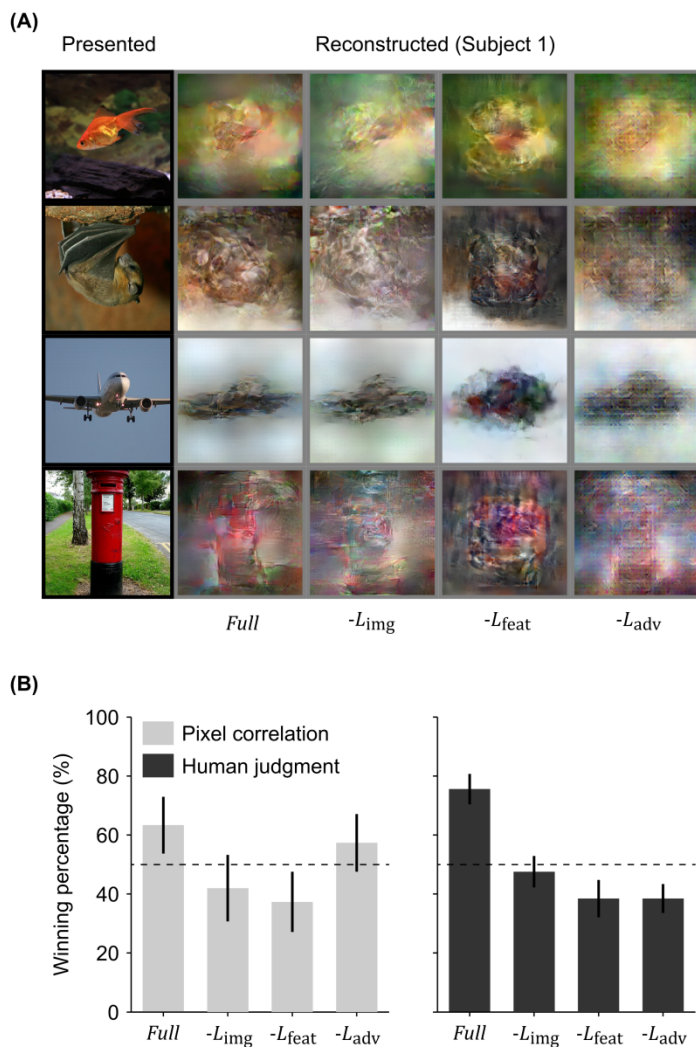 (A)
Presented
Reconstructed (Subject 1)
Full
-Limg
-Lfeat
-Ladv
(B)
Winning percentage (%)
100
80
60
40
20
0
Pixel correlation
Human judgment
Full
-Limg
-Lfeat
-Ladv
Full
-Limg
-Lfeat
-Ladv